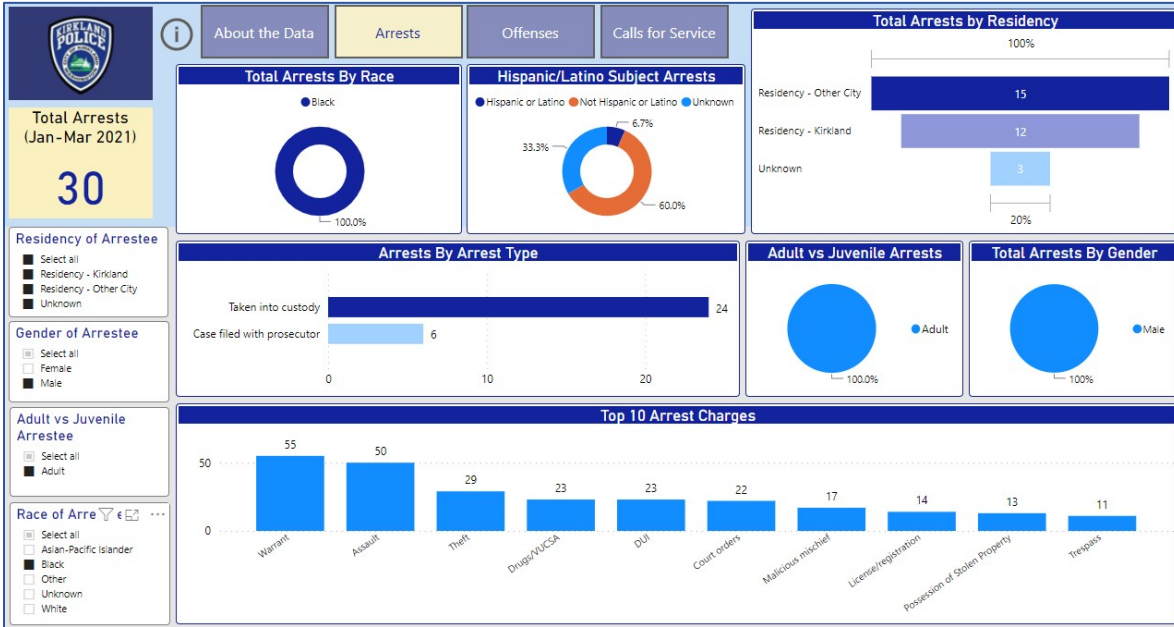 KIRKLAND
POLICE
i
About the Data
Arrests
Offenses
Calls for Service
Total Arrests
(Jan-Mar 2021)
30
Total Arrests By Race
Black
100.0%
Hispanic/Latino Subject Arrests
Hispanic or Latino Not Hispanic or Latino Unknown
6.7%
33.3%
60.0%
Total Arrests by Residency
100%
Residency - Other City 15
Residency - Kirkland 12
Unknown 3
20%
Residency of Arrestee
Select all
Residency - Kirkland
Residency - Other City
Unknown
Gender of Arrestee
Select all
Female
Male
Adult vs Juvenile
Arrestee
Select all
Adult
Race of Arre e
Select all
Asian-Pacific Islander
Black
Other
Unknown
White
Arrests By Arrest Type
Taken into custody 24
Case filed with prosecutor 6
0 10 20
Adult vs Juvenile Arrests
Adult
100.0%
Total Arrests By Gender
Male
100%
Top 10 Arrest Charges
50
0
55 50 29 23 23 22 17 14 13 11
Warrant
Assault
Theft
Drugs/VUCSA
DUI
Court orders
Malicious mischief
License/registration
Possession of Stolen Property
Trespass